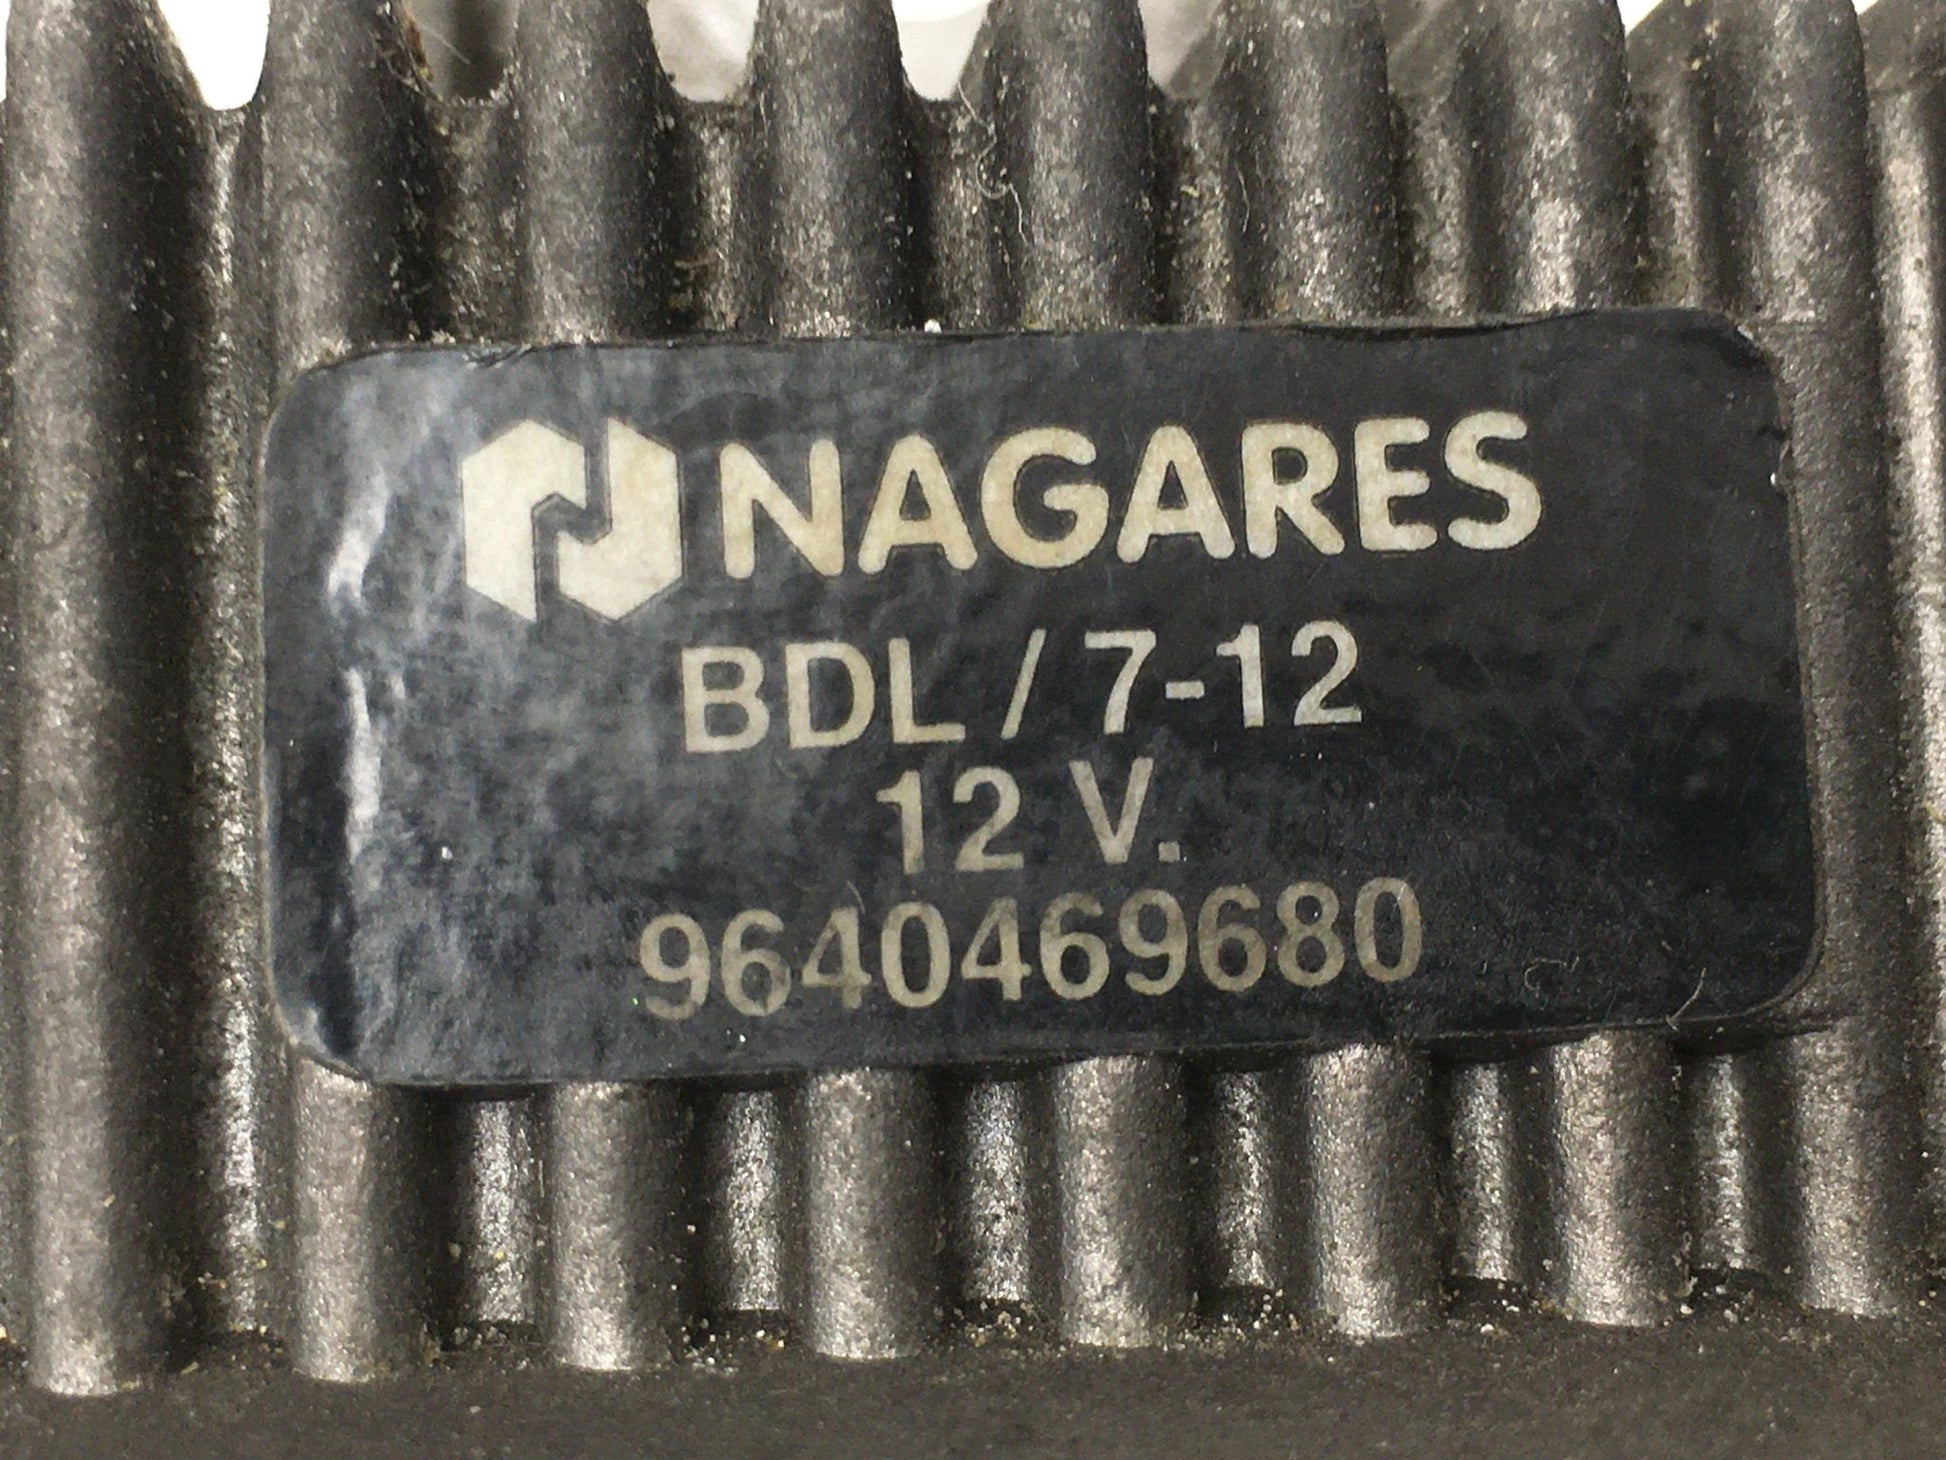 NAGARES
BDL / 7-12
12 V.
9640469680